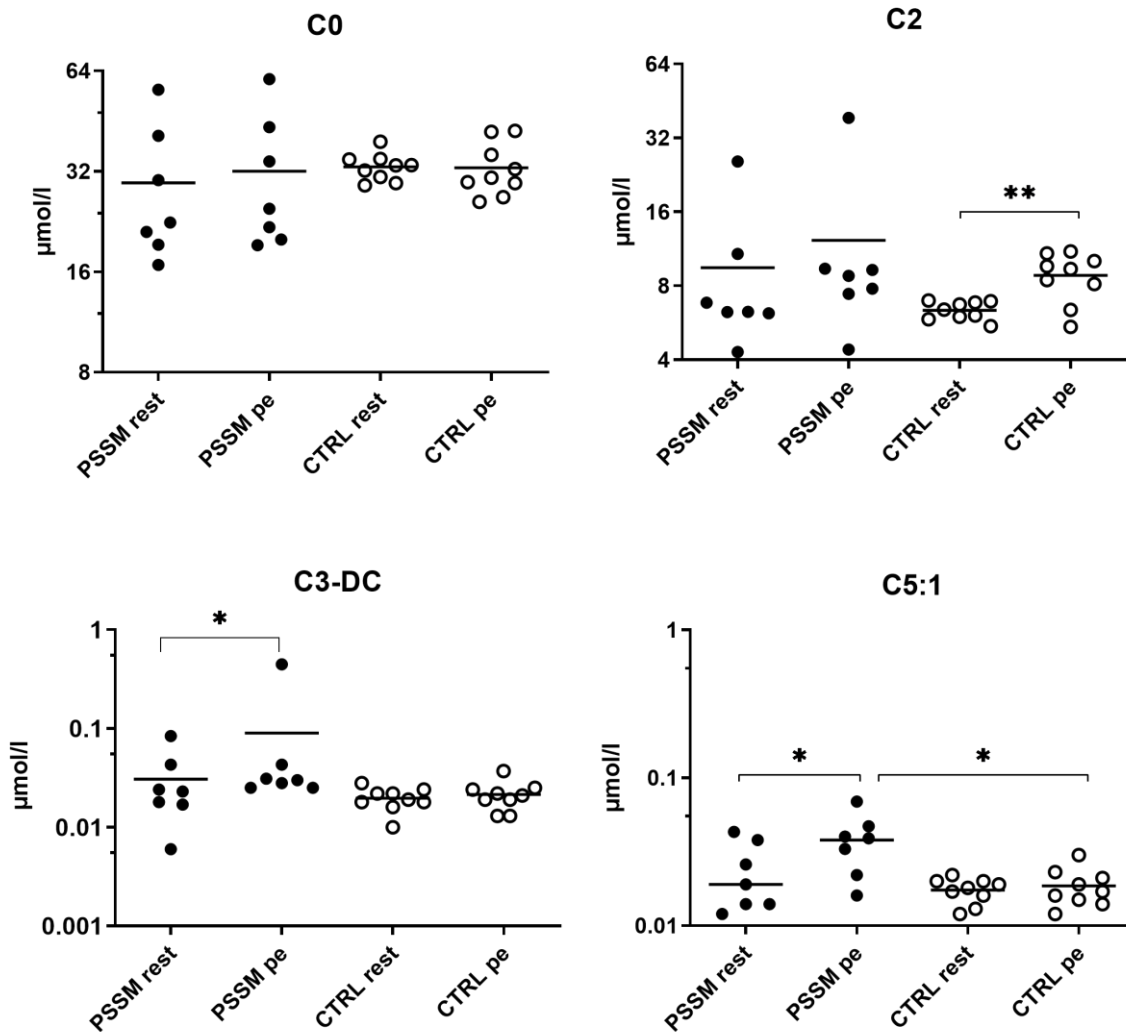 C0
µmol/l
64
32
16
8
PSSM rest
PSSM pe
CTRL rest
CTRL pe
C2
µmol/l
64
32
16
8
4
**
PSSM rest
PSSM pe
CTRL rest
CTRL pe
C3-DC
µmol/l
1
0.1
0.01
0.001
*
PSSM rest
PSSM pe
CTRL rest
CTRL pe
C5:1
µmol/l
1
0.1
0.01
*
*
PSSM rest
PSSM pe
CTRL rest
CTRL pe